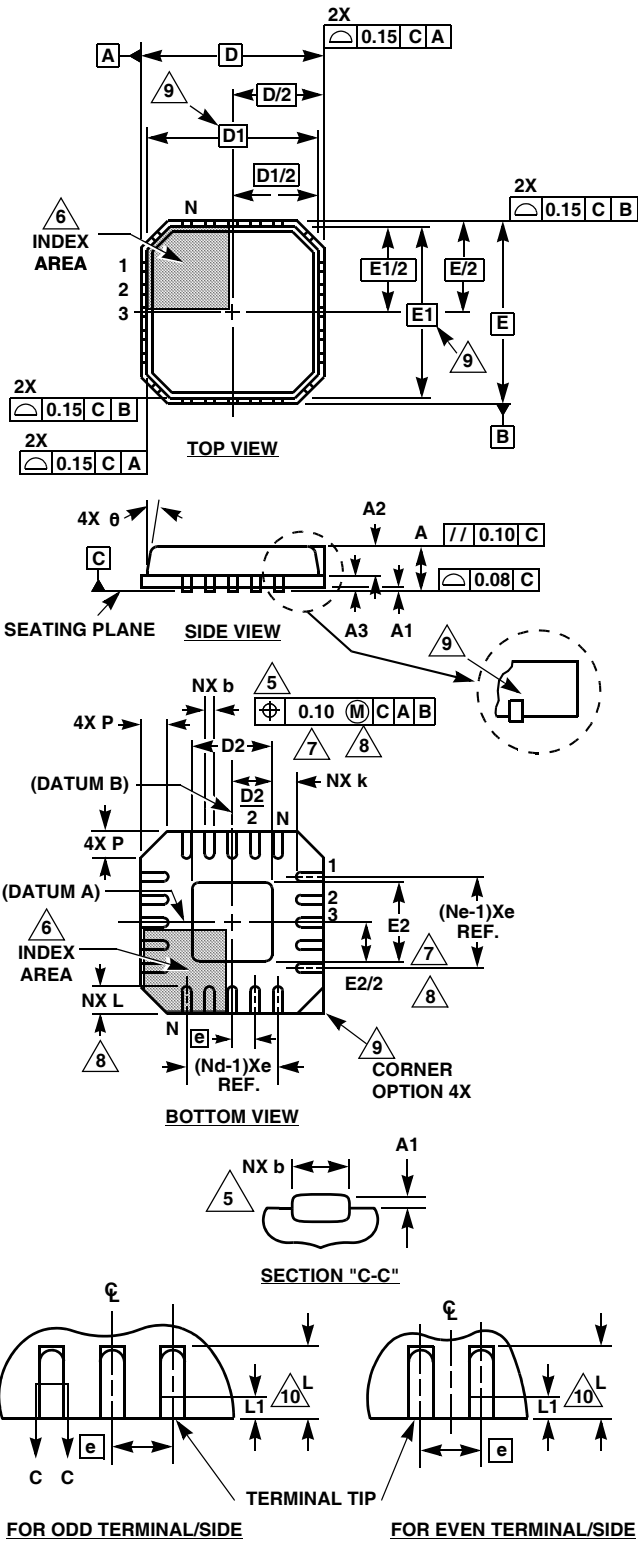 2X
0.15 C A
A
D
9
D/2
D1
D1/2
2X
0.15 C B
6
INDEX
AREA
N
1
2
3
E1/2
E/2
E1
E
9
2X
0.15 C B
2X
0.15 C A
B
TOP VIEW
4X θ
A2
A
// 0.10 C
C
0.08 C
SEATING PLANE
SIDE VIEW
A3
A1
9
NX b
5
0.10 M C A B
4X P
D2
7
8
(DATUM B)
D2
2
N
NX k
4X P
1
2
3
(DATUM A)
(Ne-1)Xe
REF.
E2
6
INDEX
AREA
7
E2/2
8
NX L
8
N
e
(Nd-1)Xe
REF.
9
CORNER
OPTION 4X
BOTTOM VIEW
NX b
A1
5
SECTION "C-C"
C L
C L
L
10
L1
L
10
L1
e
e
C C
TERMINAL TIP
FOR ODD TERMINAL/SIDE
FOR EVEN TERMINAL/SIDE